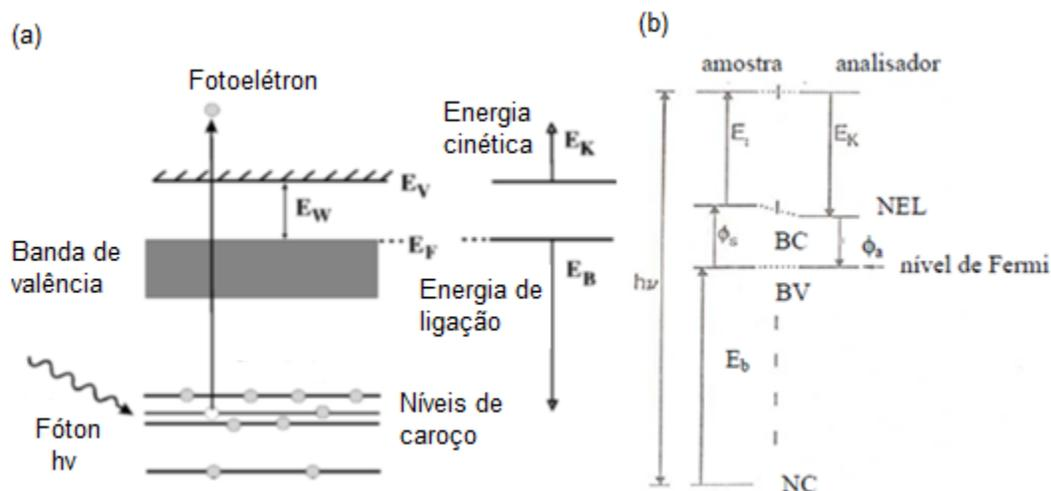 (a)
Fotoelétron
Energia
cinética
E_K
E_V
E_W
Banda de
valência
E_F
E_B
Energia de
ligação
Fóton
hν
Níveis de
caroço
(b)
amostra
analisador
E_i
E_K
NEL
ϕ_s
BC
ϕ_a
nível de Fermi
hν
BV
E_b
NC